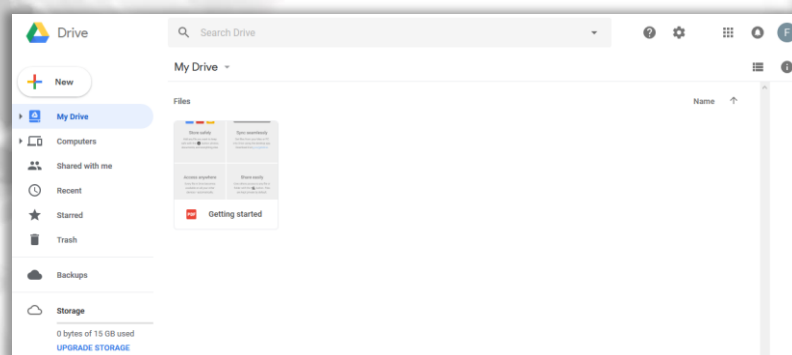 Drive
Search Drive
F
My Drive
New
Files
Name
My Drive
Computers
Shared with me
Recent
Starred
Trash
Store safely
Sync seamlessly
Access anywhere
Share easily
PDF
Getting started
Backups
Storage
0 bytes of 15 GB used
UPGRADE STORAGE